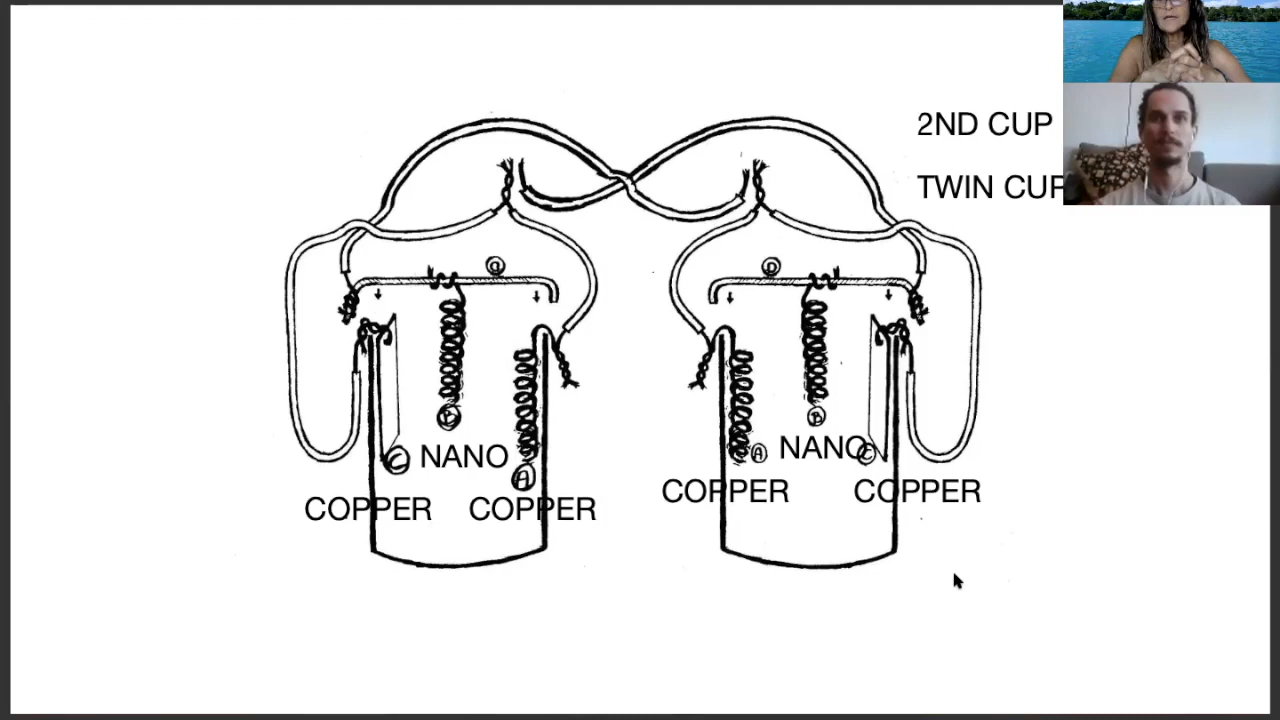 2ND CUP
TWIN CUP
D
B
NANO
C
A
COPPER
COPPER
D
B
NANO
A
C
COPPER
COPPER